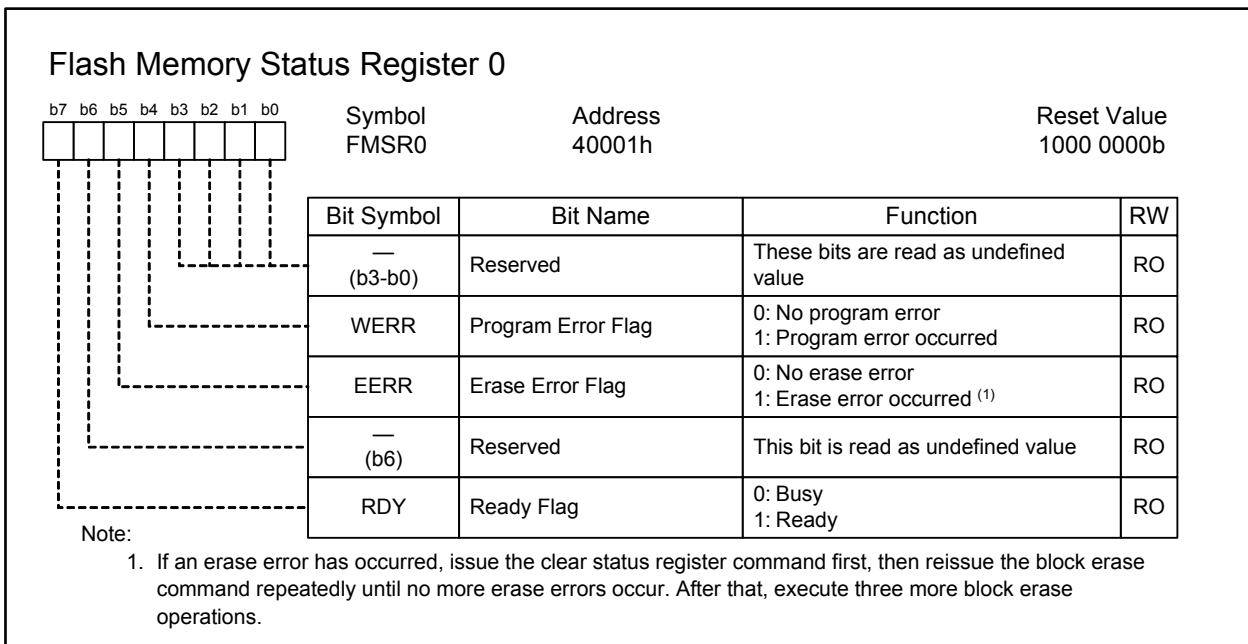 Flash Memory Status Register 0
b7 b6 b5 b4 b3 b2 b1 b0
Symbol Address Reset Value
FMSR0 40001h 1000 0000b
Bit Symbol Bit Name Function RW
— (b3-b0) Reserved These bits are read as undefined value RO
WERR Program Error Flag 0: No program error
1: Program error occurred RO
EERR Erase Error Flag 0: No erase error
1: Erase error occurred (1) RO
— (b6) Reserved This bit is read as undefined value RO
RDY Ready Flag 0: Busy
1: Ready RO
Note:
1. If an erase error has occurred, issue the clear status register command first, then reissue the block erase
command repeatedly until no more erase errors occur. After that, execute three more block erase
operations.